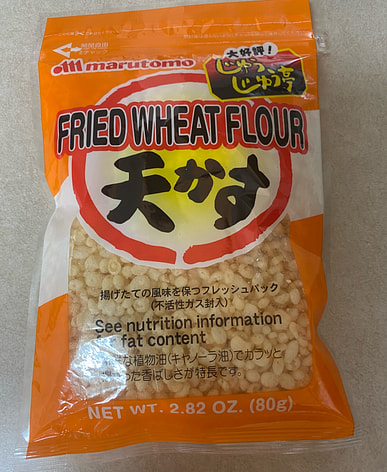 marutomo
大好評!
じゅう
じゅう亭
FRIED WHEAT FLOUR
天かす
揚げたての風味を保つフレッシュパック
(不活性ガス封入)
See nutrition information
fat content
植物油(キャノーラ油)でカラッと
った香ばしさが特長です。
NET WT. 2.82 OZ. (80g)